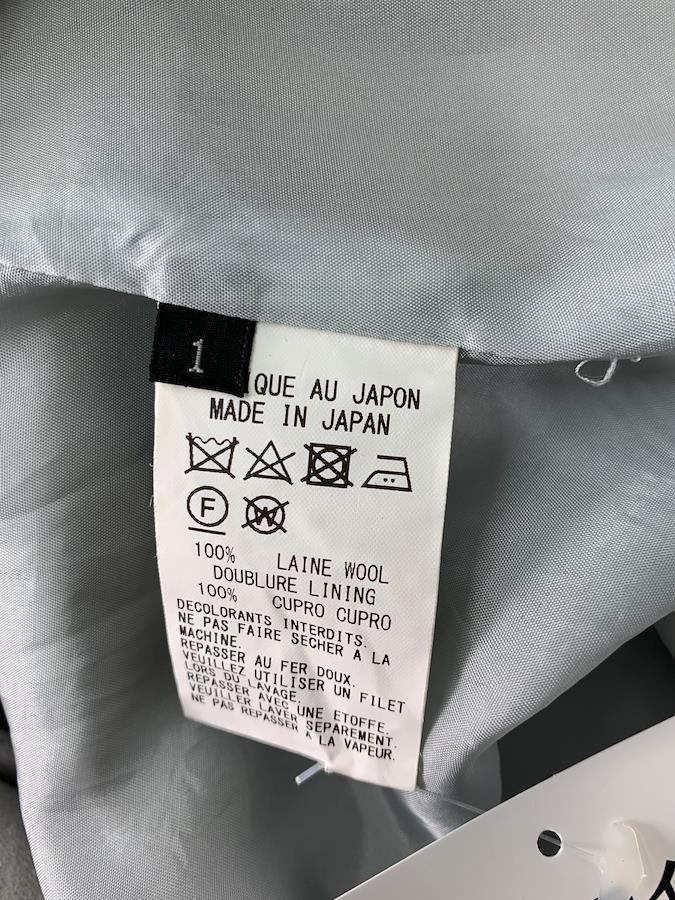 1
QUE AU JAPON
MADE IN JAPAN
F
W
100% LAINE WOOL
DOUBLURE LINING
100% CUPRO CUPRO
DECOLORANTS INTERDITS.
NE PAS FAIRE SECHER A LA
MACHINE.
REPASSER AU FER DOUX.
VEUILLEZ UTILISER UN FILET
LORS DU LAVAGE.
REPASSER AVEC UNE ETOFFE.
VEUILLER LAVER SEPAREMENT.
NE PAS REPASSER A LA VAPEUR.